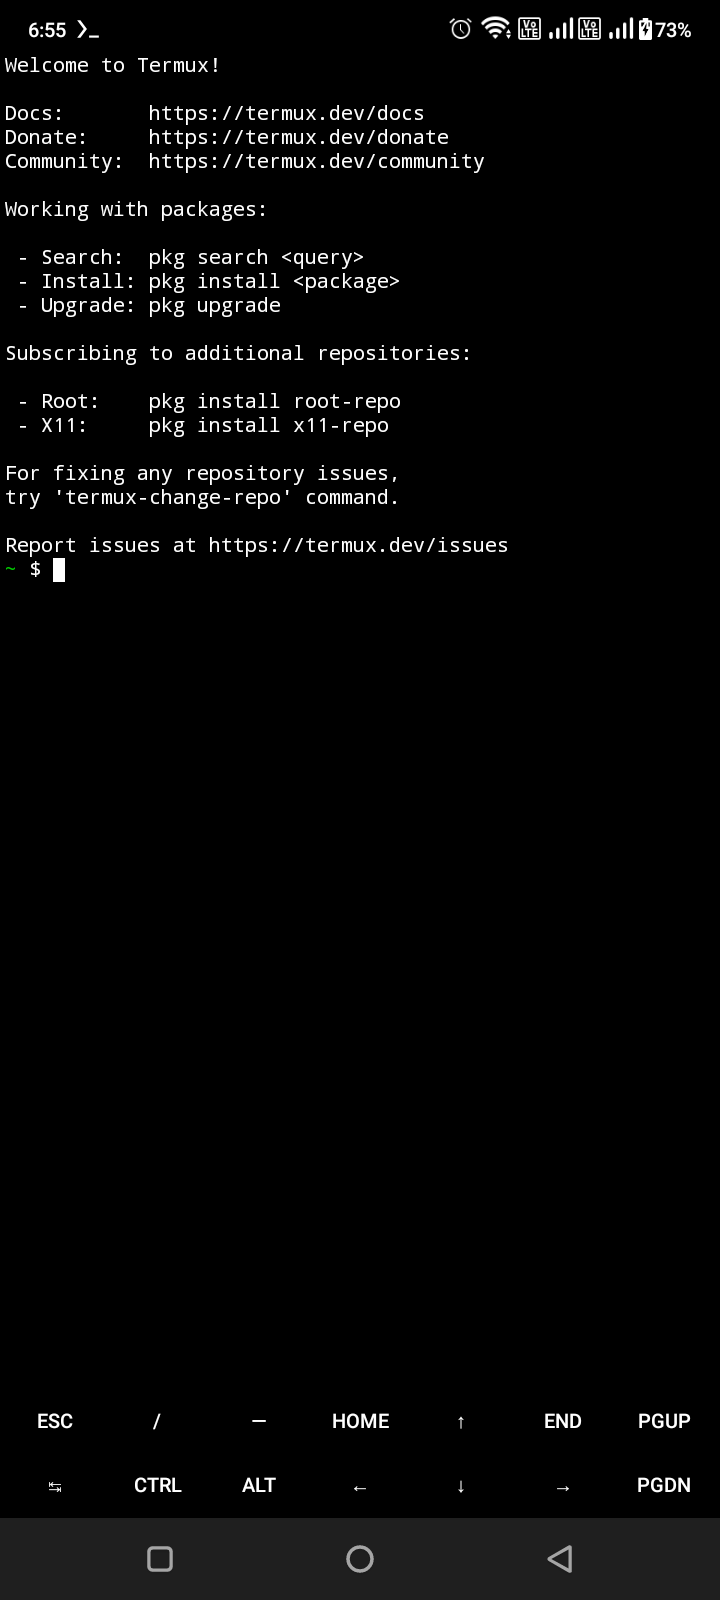 6:55 73%
Welcome to Termux!
Docs:       https://termux.dev/docs
Donate:     https://termux.dev/donate
Community:  https://termux.dev/community
Working with packages:
 - Search:  pkg search <query>
 - Install: pkg install <package>
 - Upgrade: pkg upgrade
Subscribing to additional repositories:
 - Root:    pkg install root-repo
 - X11:     pkg install x11-repo
For fixing any repository issues,
try 'termux-change-repo' command.
Report issues at https://termux.dev/issues
~ $
ESC / — HOME ↑ END PGUP
↹ CTRL ALT ← ↓ → PGDN